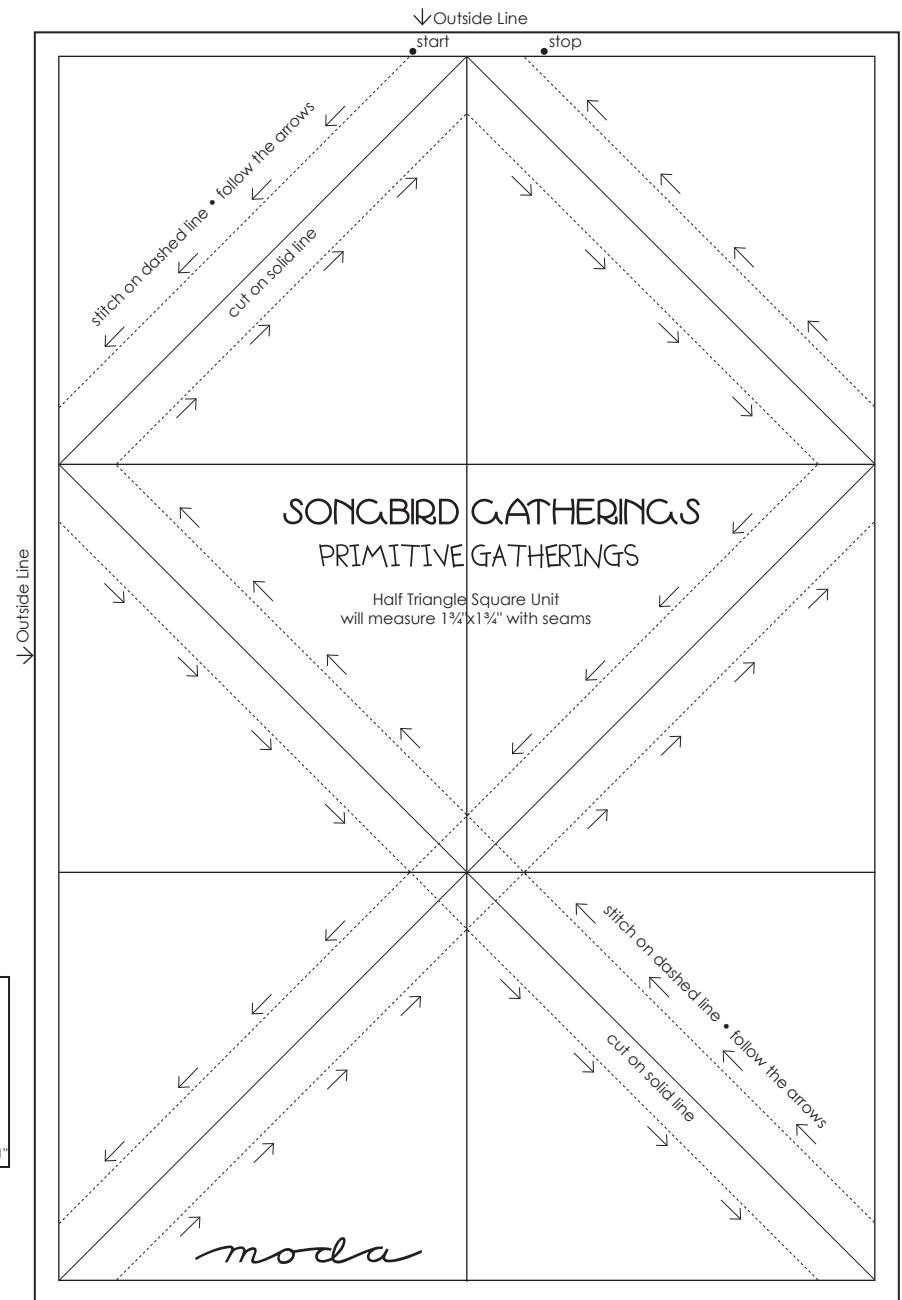 Outside Line
start
stop
stitch on dashed line • follow the arrows
cut on solid line
SONGBIRD GATHERINGS
PRIMITIVE GATHERINGS
Half Triangle Square Unit
will measure 1¾"x1¾" with seams
Outside Line
stitch on dashed line • follow the arrows
cut on solid line
moda